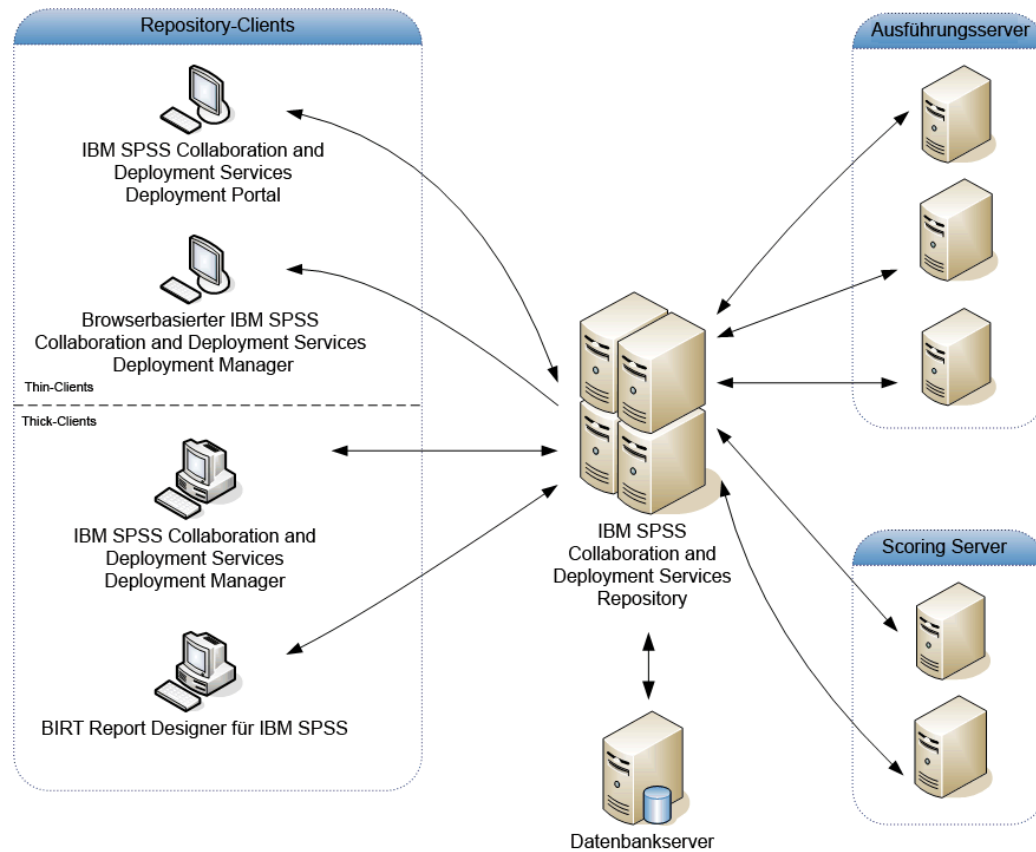 Repository-Clients
IBM SPSS Collaboration and
Deployment Services
Deployment Portal
Browserbasierter IBM SPSS
Collaboration and Deployment Services
Deployment Manager
Thin-Clients
Thick-Clients
IBM SPSS Collaboration and
Deployment Services
Deployment Manager
BIRT Report Designer für IBM SPSS
IBM SPSS
Collaboration and
Deployment Services
Repository
Datenbankserver
Ausführungsserver
Scoring Server